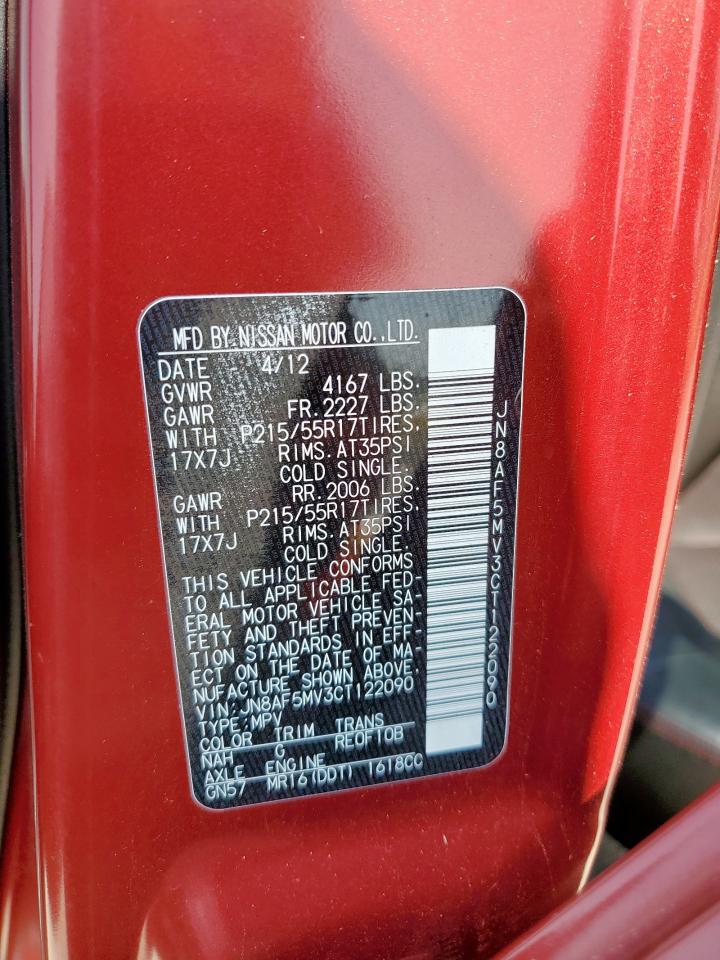 MFD BY NISSAN MOTOR CO.,LTD.
DATE 4/12
GVWR 4167 LBS.
GAWR FR. 2227 LBS.
WITH P215/55R17TIRES.
17X7J RIMS. AT35PSI
COLD SINGLE.
GAWR RR. 2006 LBS.
WITH P215/55R17TIRES.
17X7J RIMS. AT35PSI
COLD SINGLE.
THIS VEHICLE CONFORMS
TO ALL APPLICABLE FED-
ERAL MOTOR VEHICLE SA-
FETY AND THEFT PREVEN-
TION STANDARDS IN EFF-
ECT ON THE DATE OF MA-
NUFACTURE SHOWN ABOVE.
VIN:JN8AF5MV3CT122090
TYPE:MPV
COLOR TRIM TRANS
NAH G RE0F10B
AXLE ENGINE
GN57 MR16(DDT) 1618CC
JN8AF5MV3CT122090